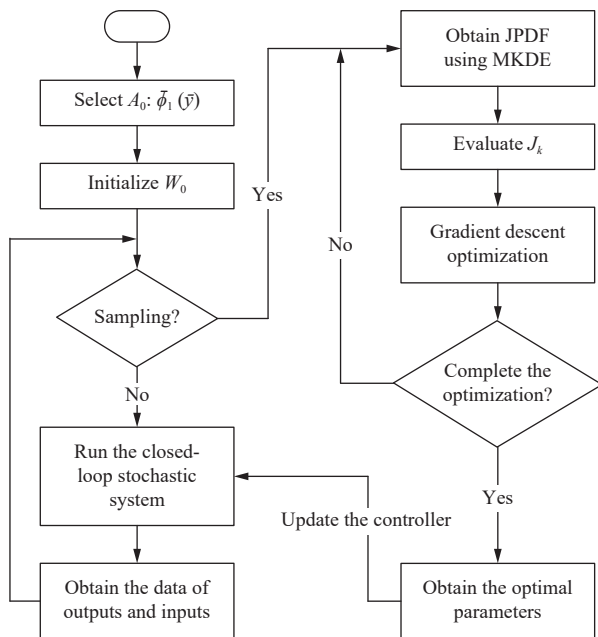 Select A₀: ϕ̄₁ (ȳ)
Initialize W₀
Sampling?
Yes
No
Run the closed-
loop stochastic
system
Obtain the data of
outputs and inputs
Obtain JPDF
using MKDE
Evaluate Jₖ
Gradient descent
optimization
Complete the
optimization?
No
Yes
Update the controller
Obtain the optimal
parameters